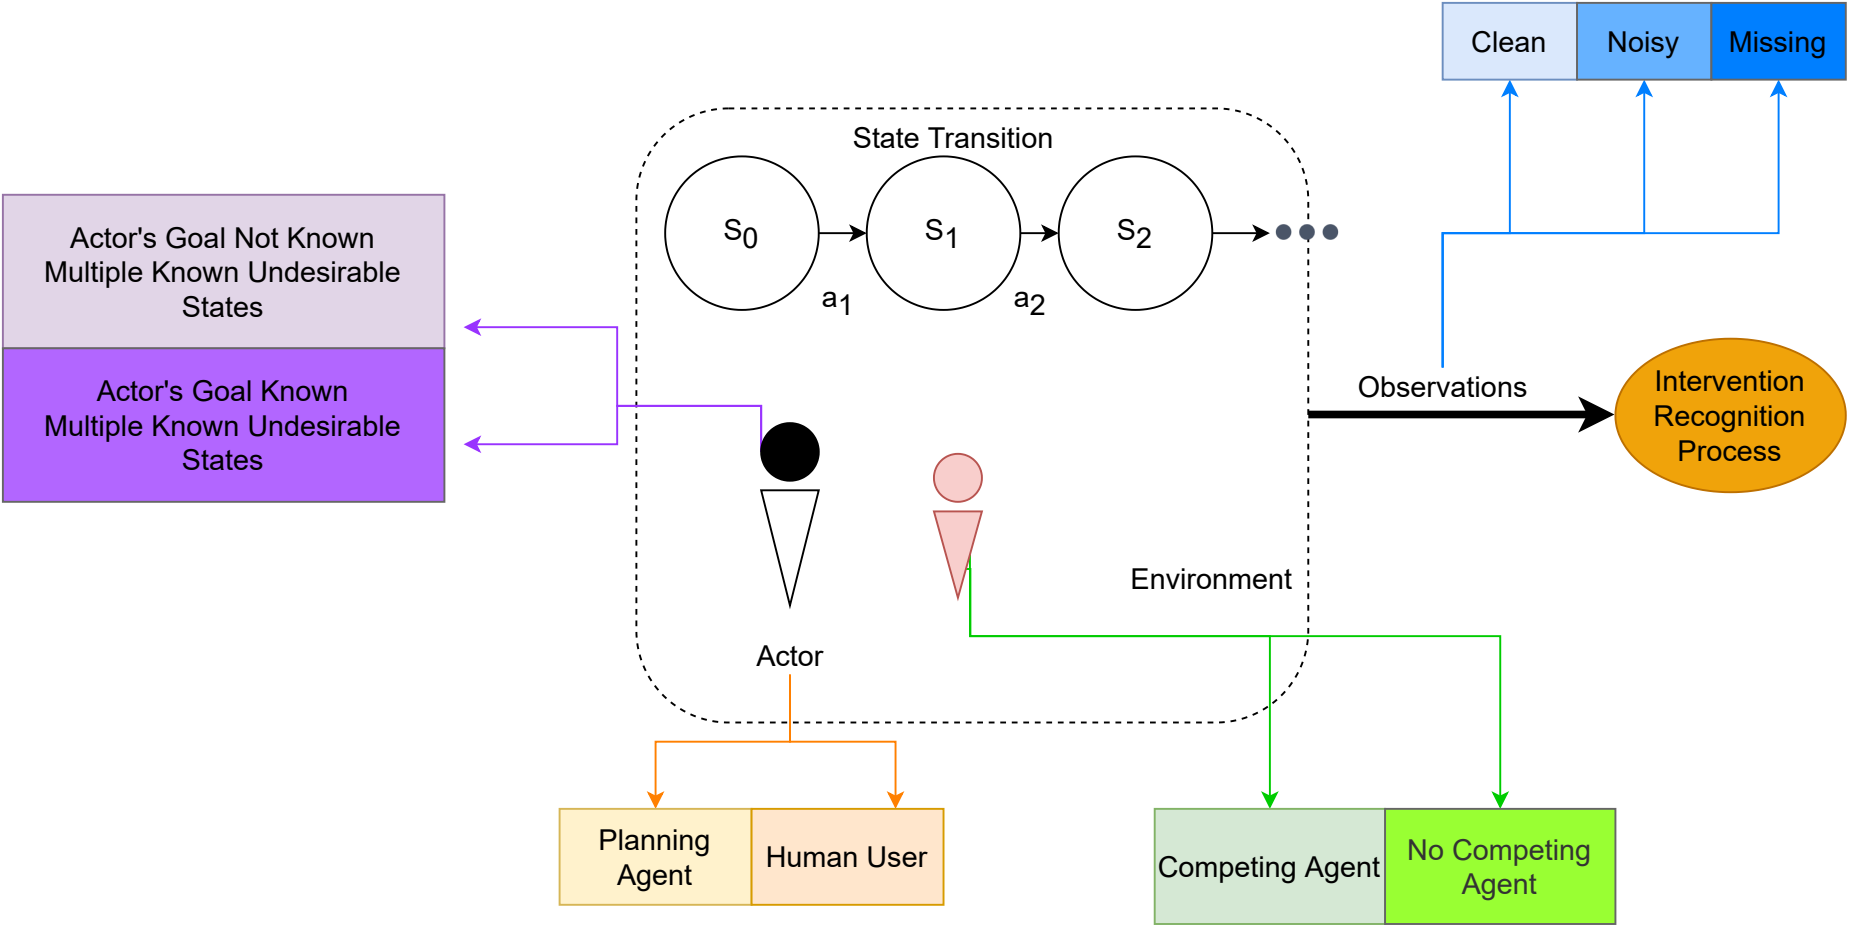 Clean Noisy Missing
State Transition
S0 S1 S2
a1 a2
Actor's Goal Not Known
Multiple Known Undesirable
States
Actor's Goal Known
Multiple Known Undesirable
States
Observations
Intervention
Recognition
Process
Environment
Actor
Planning
Agent
Human User
Competing Agent
No Competing
Agent